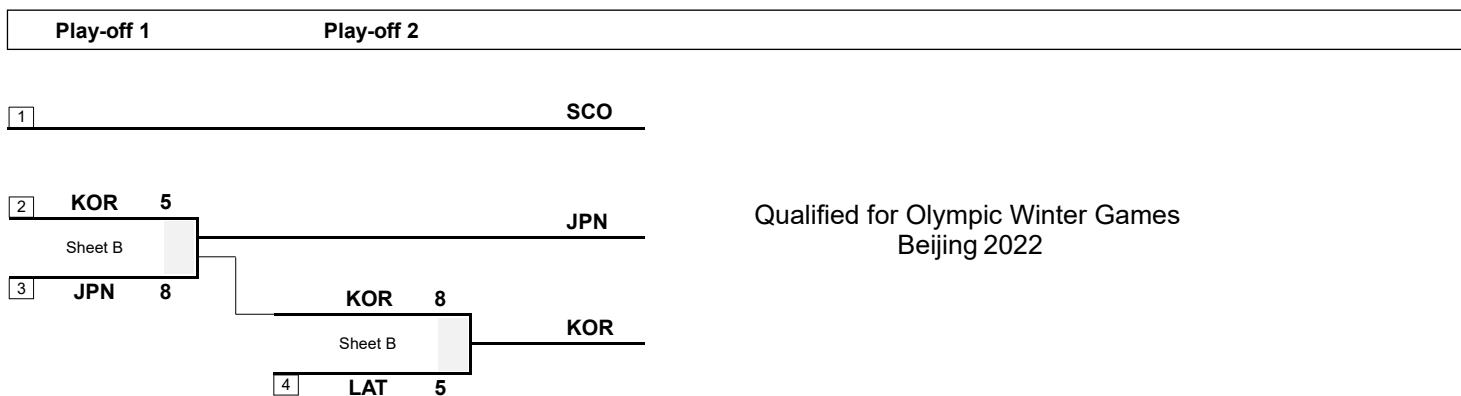 Play-off 1 Play-off 2
1 SCO
2 KOR 5
JPN
Qualified for Olympic Winter Games
Beijing 2022
Sheet B
3 JPN 8
KOR 8
KOR
Sheet B
4 LAT 5